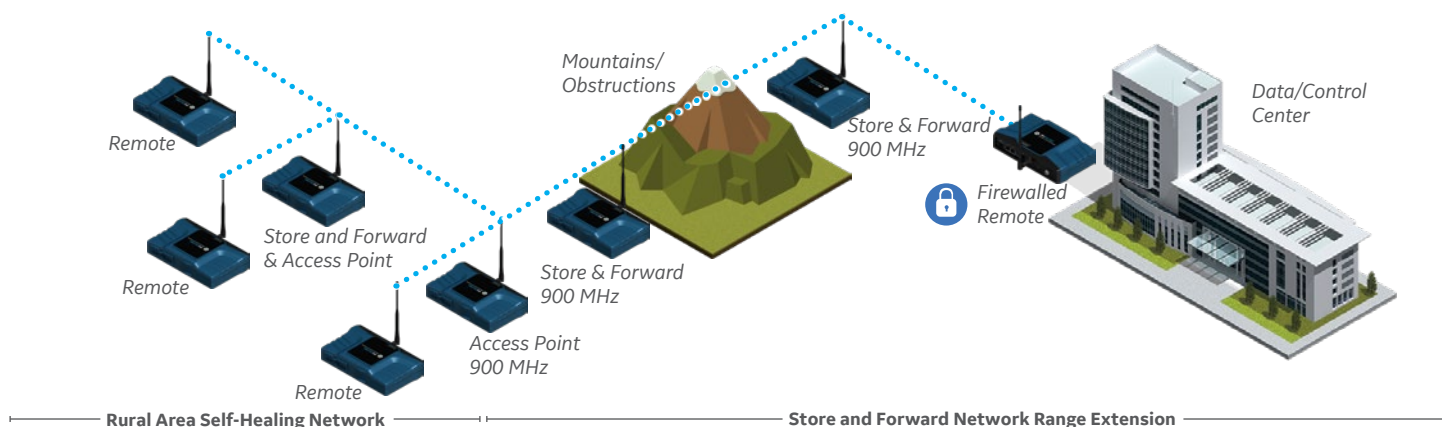 Mountains/
Obstructions
Data/Control
Center
Remote
Store & Forward
900 MHz
Firewalled
Remote
Store and Forward
& Access Point
Remote
Store & Forward
900 MHz
Access Point
900 MHz
Remote
Rural Area Self-Healing Network
Store and Forward Network Range Extension